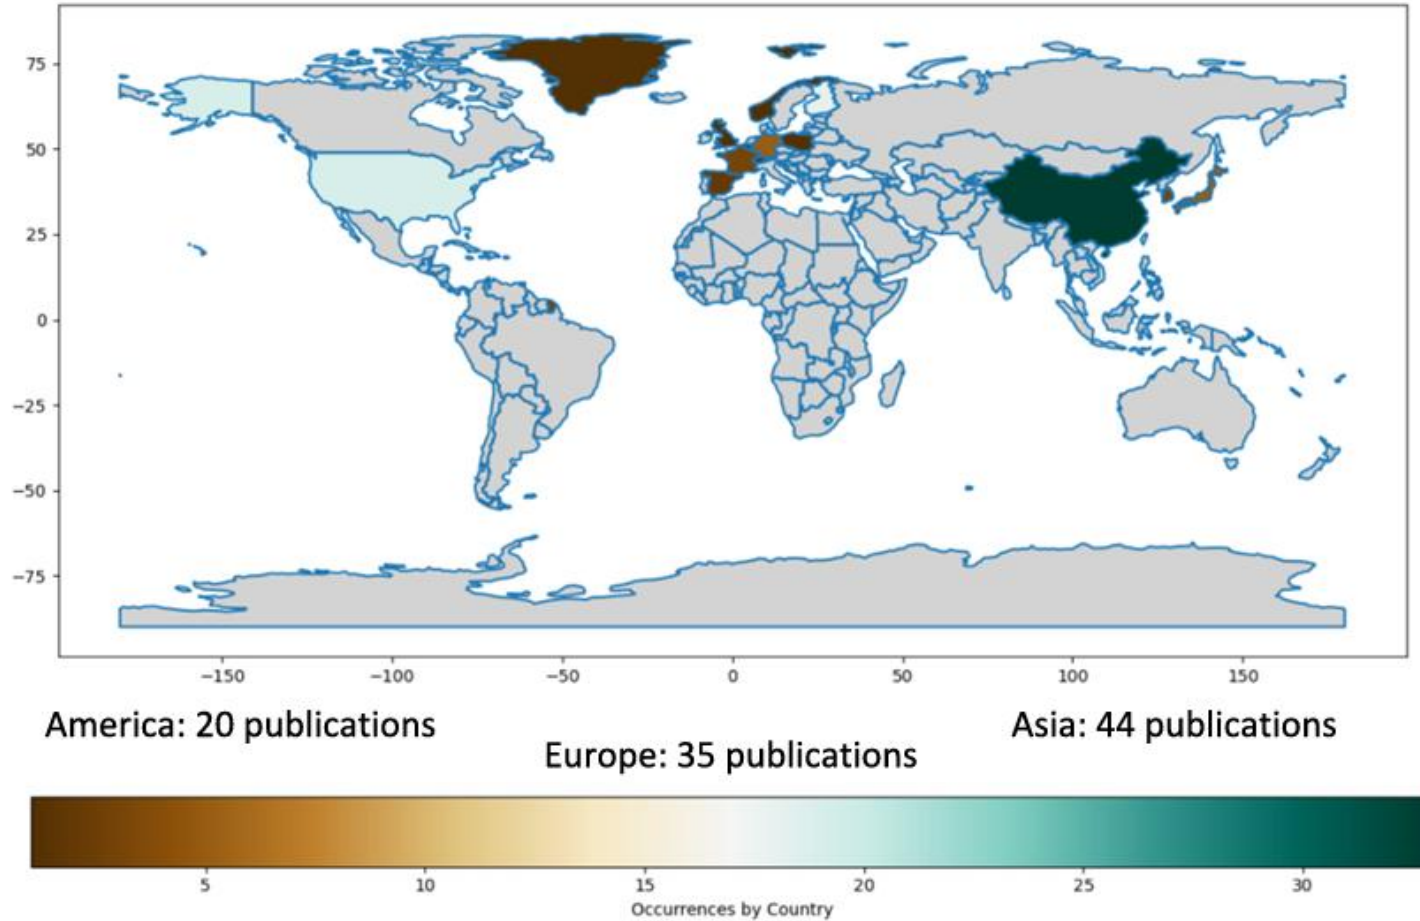 75
50
25
0
−25
−50
−75
−150 −100 −50 0 50 100 150
America: 20 publications
Asia: 44 publications
Europe: 35 publications
5 10 15 20 25 30
Occurrences by Country